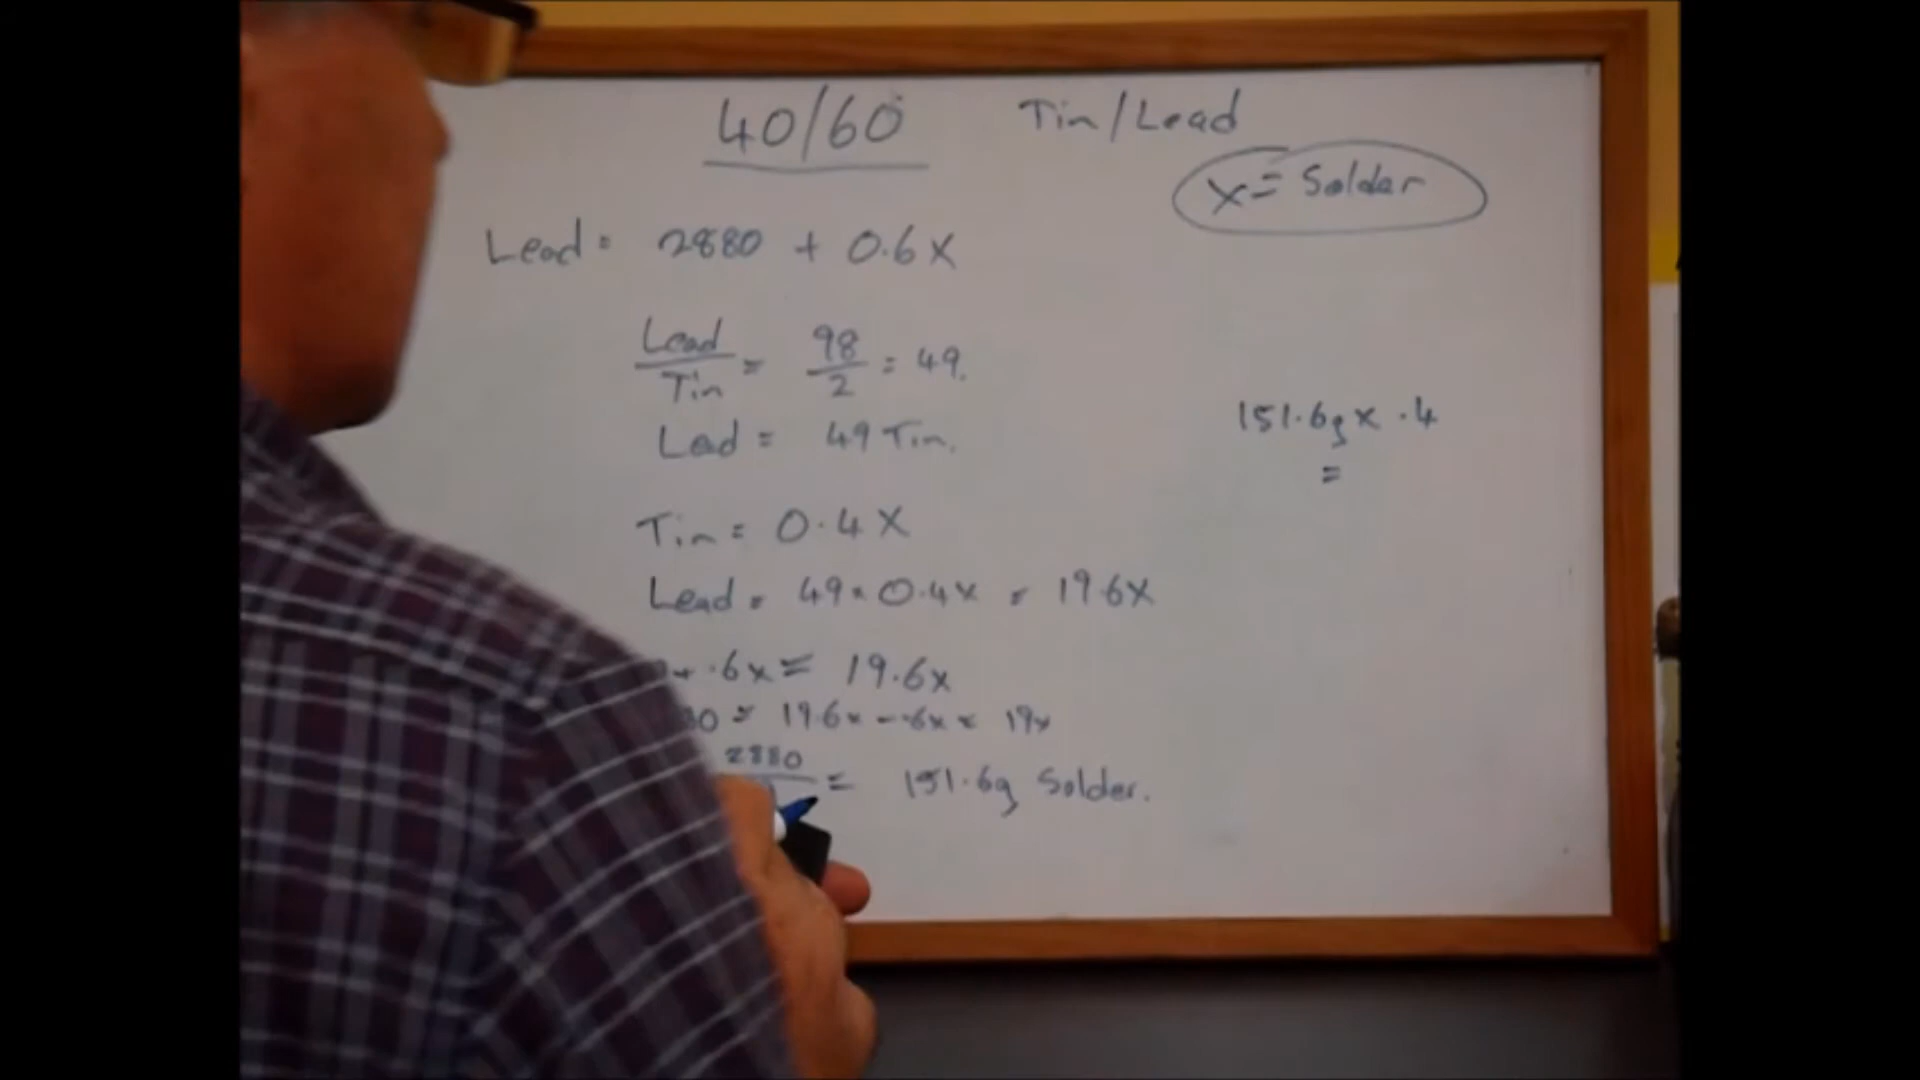 40/60 Tin/Lead
x = Solder
Lead = 2880 + 0.6x
Lead/Tin = 98/2 = 49.
Lead = 49 Tin.
151.6g x .4
=
Tin = 0.4x
Lead = 49 x 0.4x = 19.6x
+ .6x = 19.6x
80 = 19.6x - .6x = 19x
2880
= 151.6g Solder.